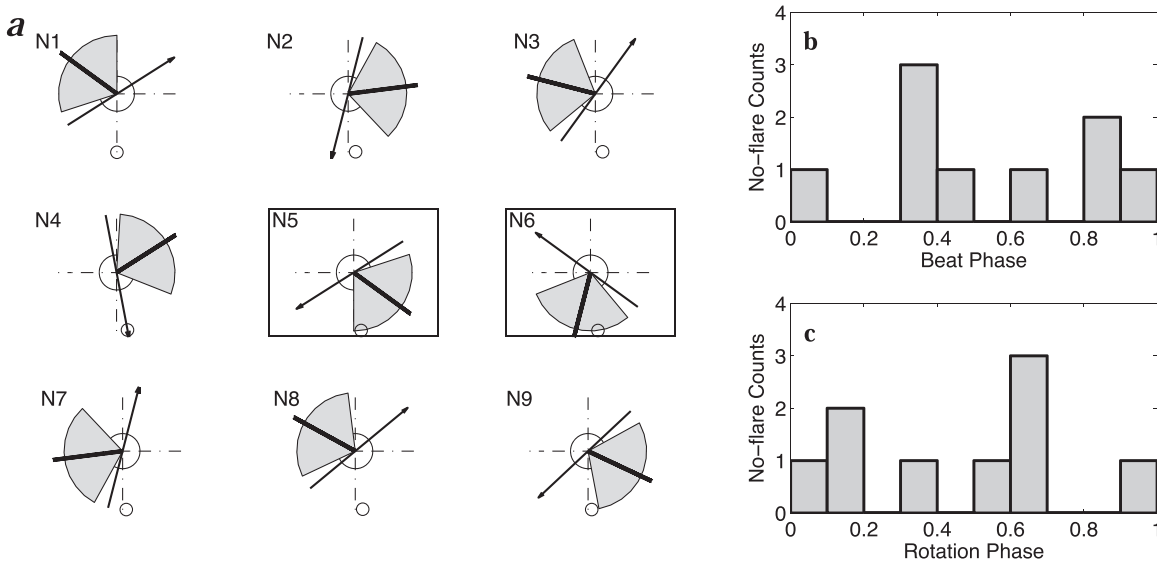 a
N1
N2
N3
N4
N5
N6
N7
N8
N9
b
No−flare Counts
4
3
2
1
0
0
0.2
0.4
0.6
0.8
1
Beat Phase
c
No−flare Counts
4
3
2
1
0
0
0.2
0.4
0.6
0.8
1
Rotation Phase